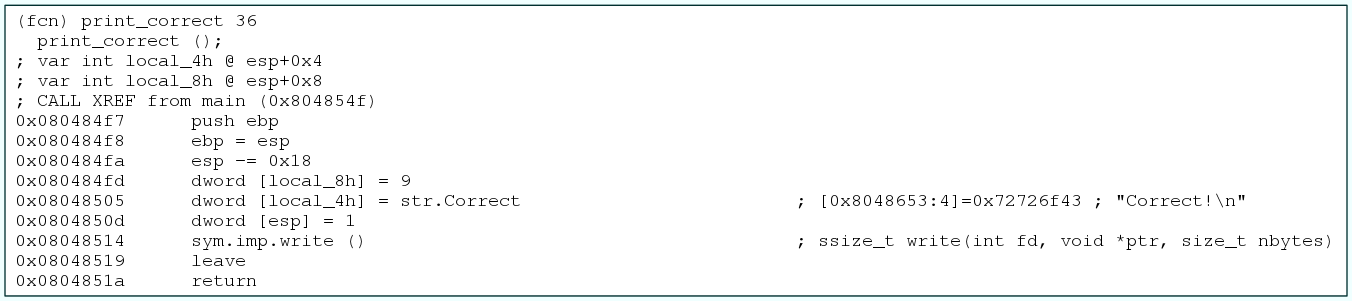 (fcn) print_correct 36
print_correct ();
; var int local_4h @ esp+0x4
; var int local_8h @ esp+0x8
; CALL XREF from main (0x804854f)
0x080484f7 push ebp
0x080484f8 ebp = esp
0x080484fa esp -= 0x18
0x080484fd dword [local_8h] = 9
0x08048505 dword [local_4h] = str.Correct ; [0x8048653:4]=0x72726f43 ; "Correct!\n"
0x0804850d dword [esp] = 1
0x08048514 sym.imp.write () ; ssize_t write(int fd, void *ptr, size_t nbytes)
0x08048519 leave
0x0804851a return